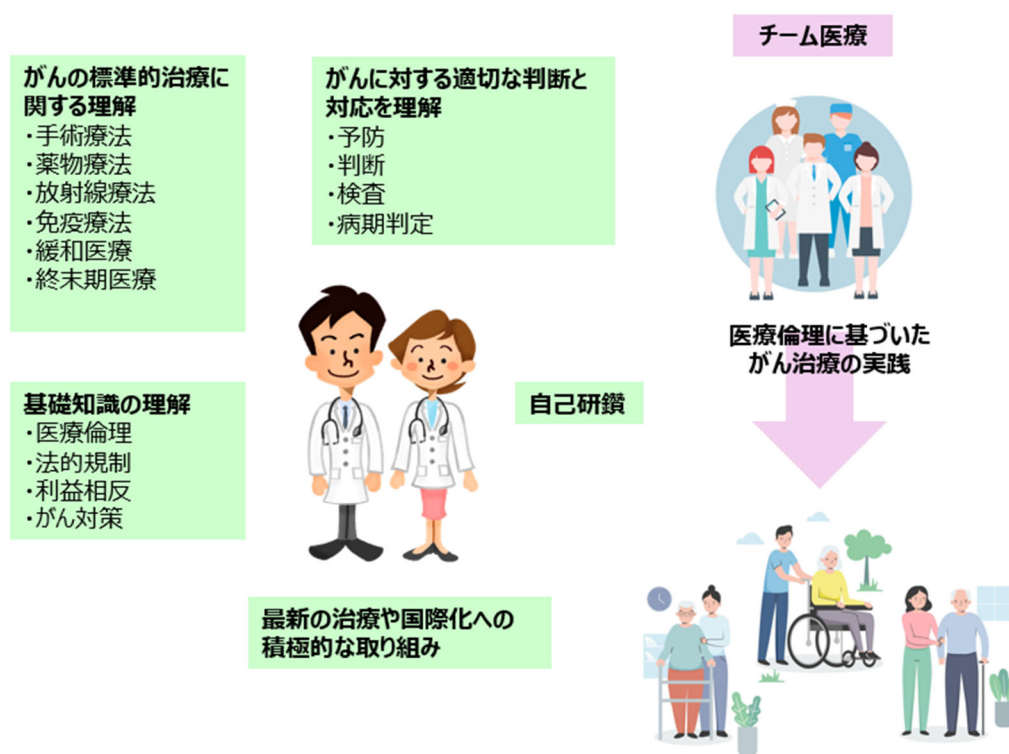 がんの標準的治療に
関する理解
・手術療法
・薬物療法
・放射線療法
・免疫療法
・緩和医療
・終末期医療
がんに対する適切な判断と
対応を理解
・予防
・判断
・検査
・病期判定
チーム医療
医療倫理に基づいた
がん治療の実践
基礎知識の理解
・医療倫理
・法的規制
・利益相反
・がん対策
自己研鑽
最新の治療や国際化への
積極的な取り組み